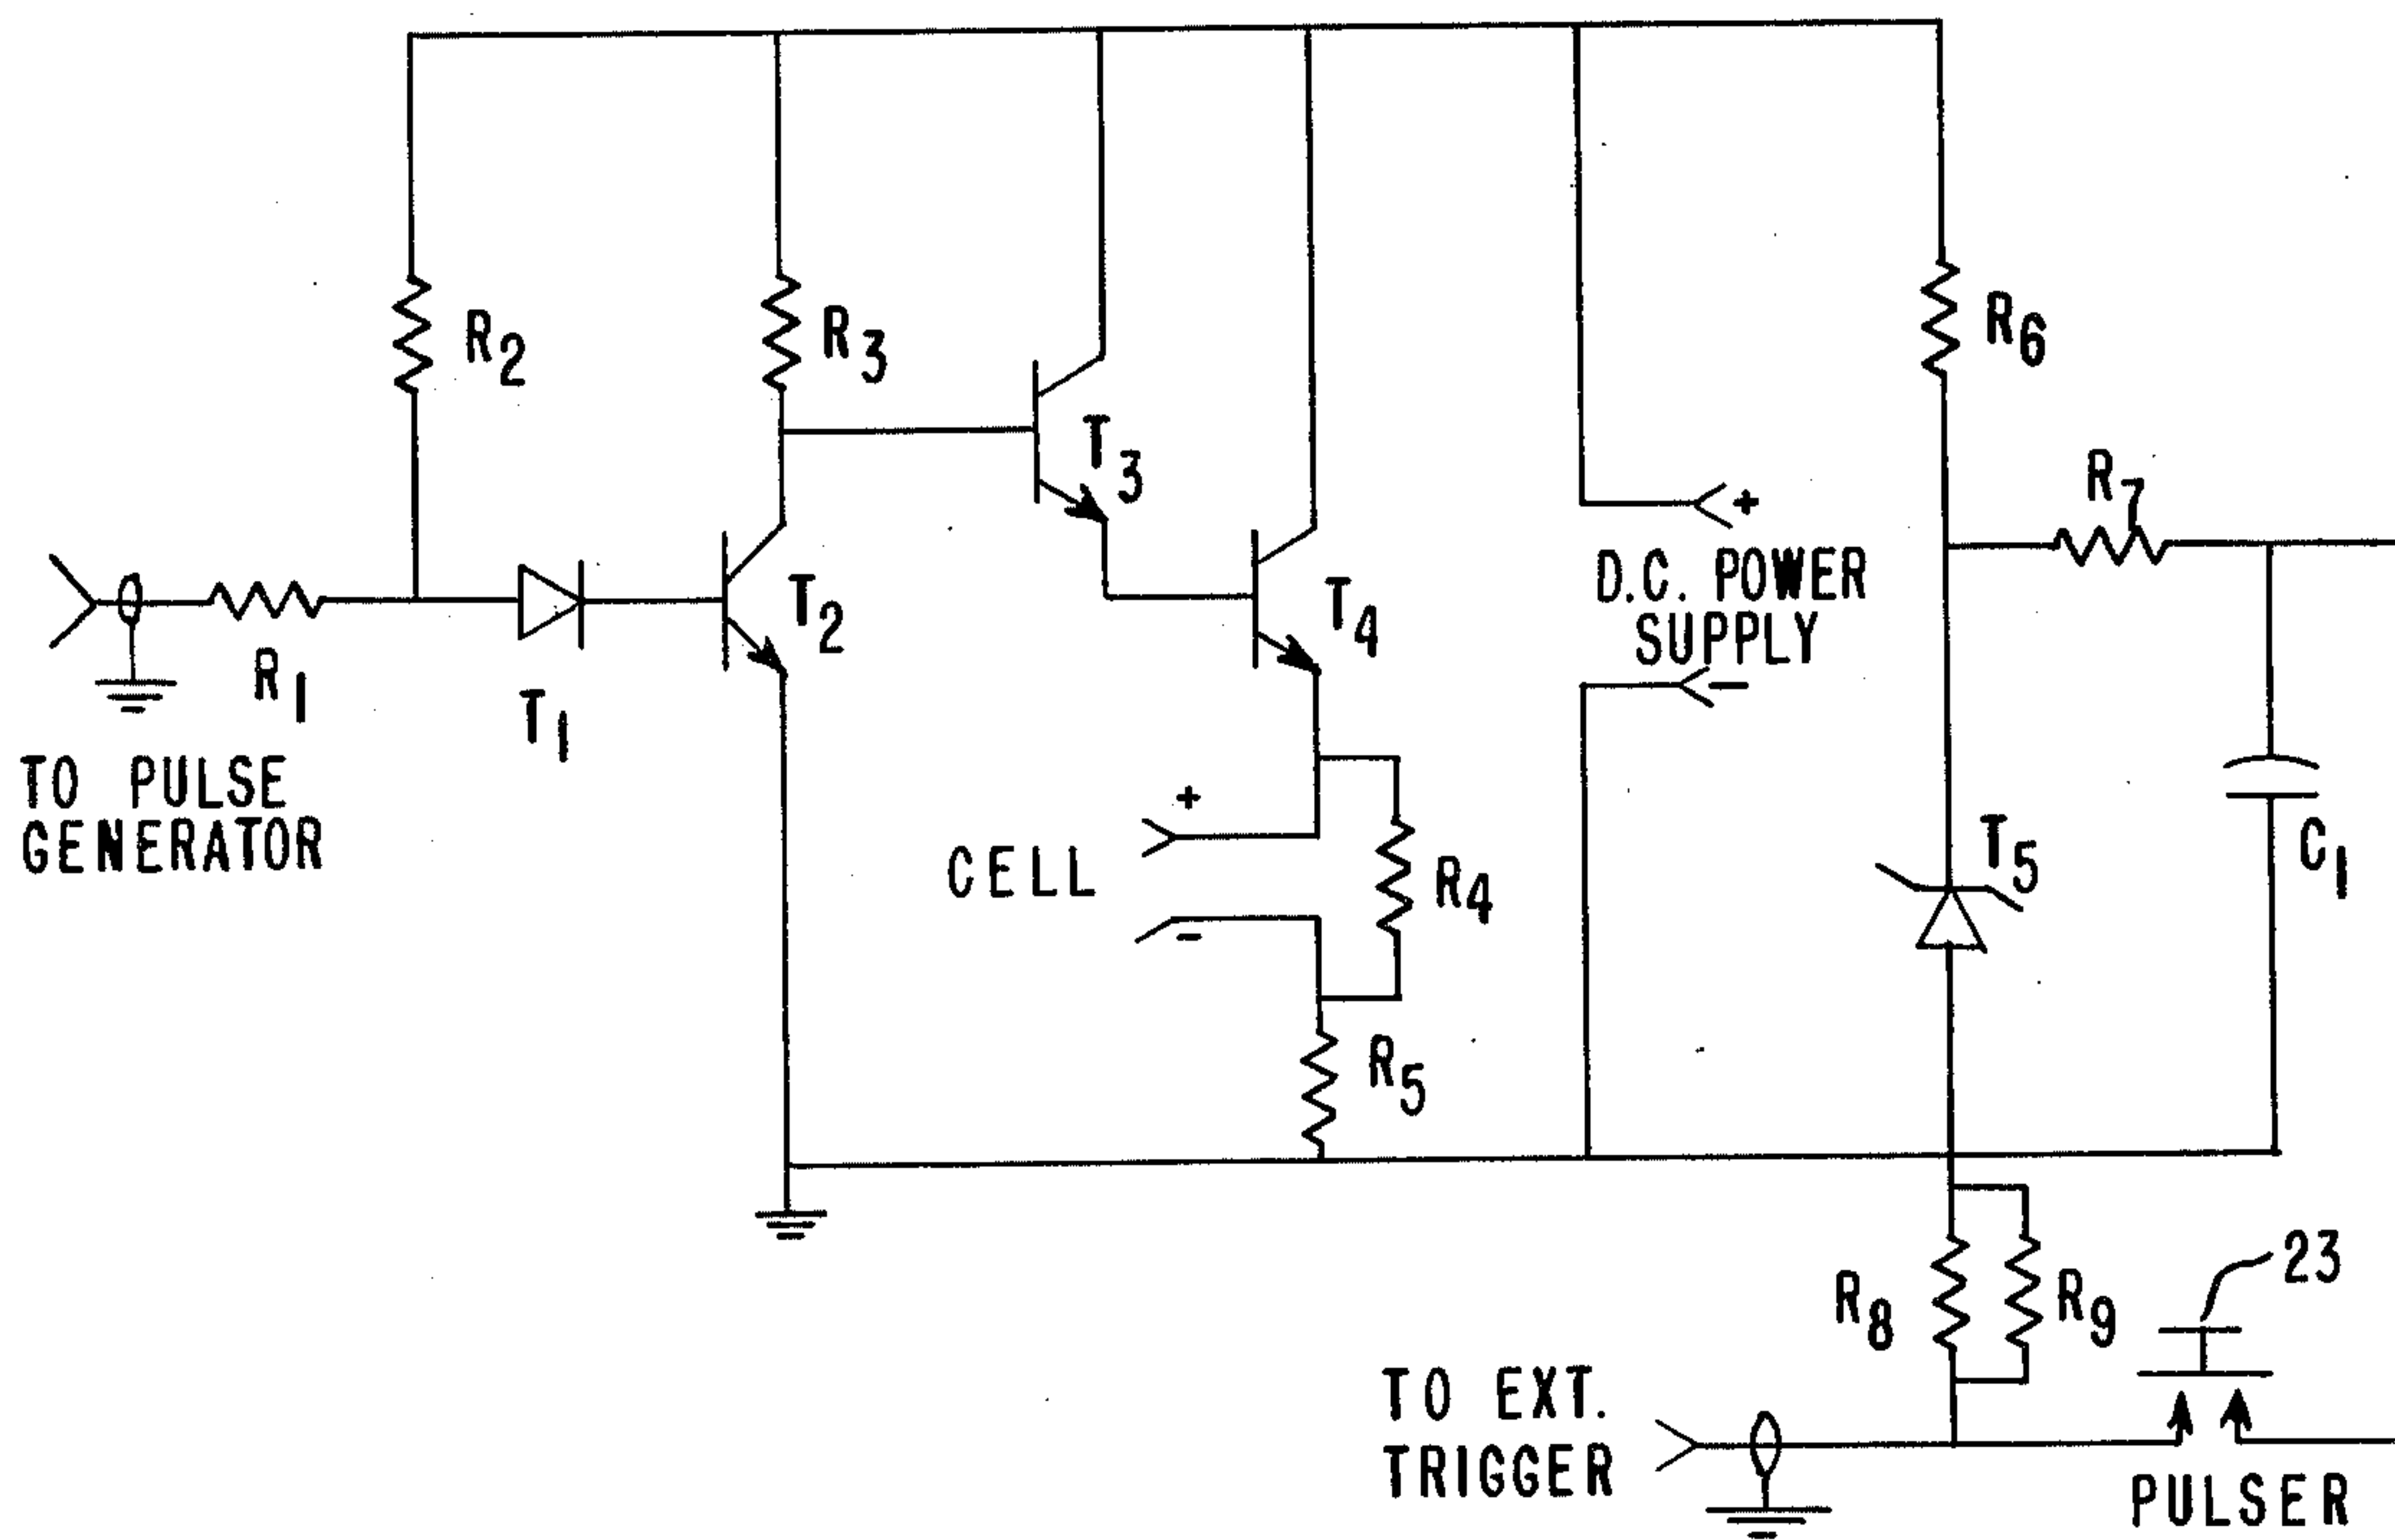 R2
R3
R6
T3
R7
+
T2
T4
D.C. POWER
SUPPLY
-
R1
T1
TO PULSE
GENERATOR
+
CELL
-
R4
T5
C1
R5
23
R8
R9
TO EXT.
TRIGGER
PULSER